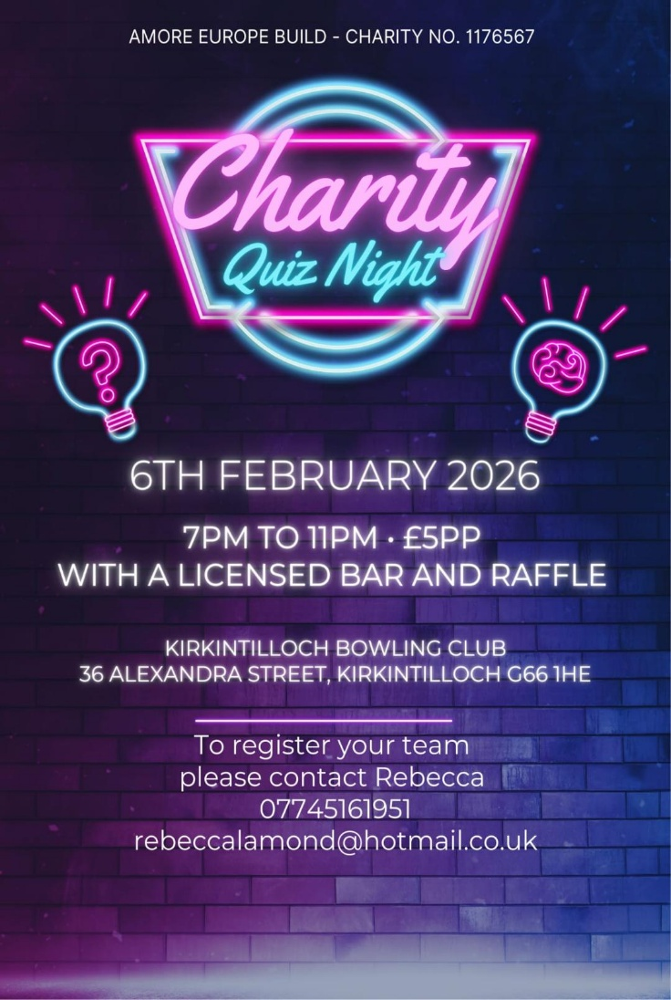 AMORE EUROPE BUILD - CHARITY NO. 1176567
Charity
Quiz Night
?
6TH FEBRUARY 2026
7PM TO 11PM • £5PP
WITH A LICENSED BAR AND RAFFLE
KIRKINTILLOCH BOWLING CLUB
36 ALEXANDRA STREET, KIRKINTILLOCH G66 1HE
To register your team
please contact Rebecca
07745161951
rebeccalamond@hotmail.co.uk